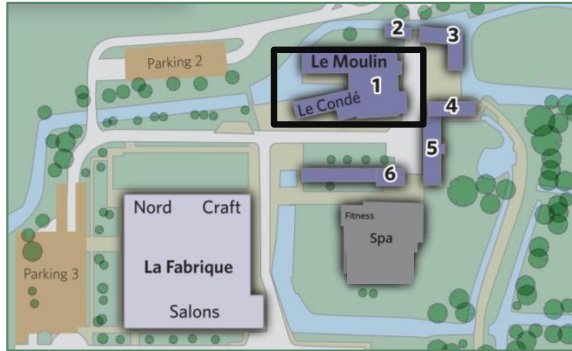 2
3
Le Moulin
Parking 2
1
Le Condé
4
5
6
Nord Craft
Fitness
Spa
La Fabrique
Parking 3
Salons